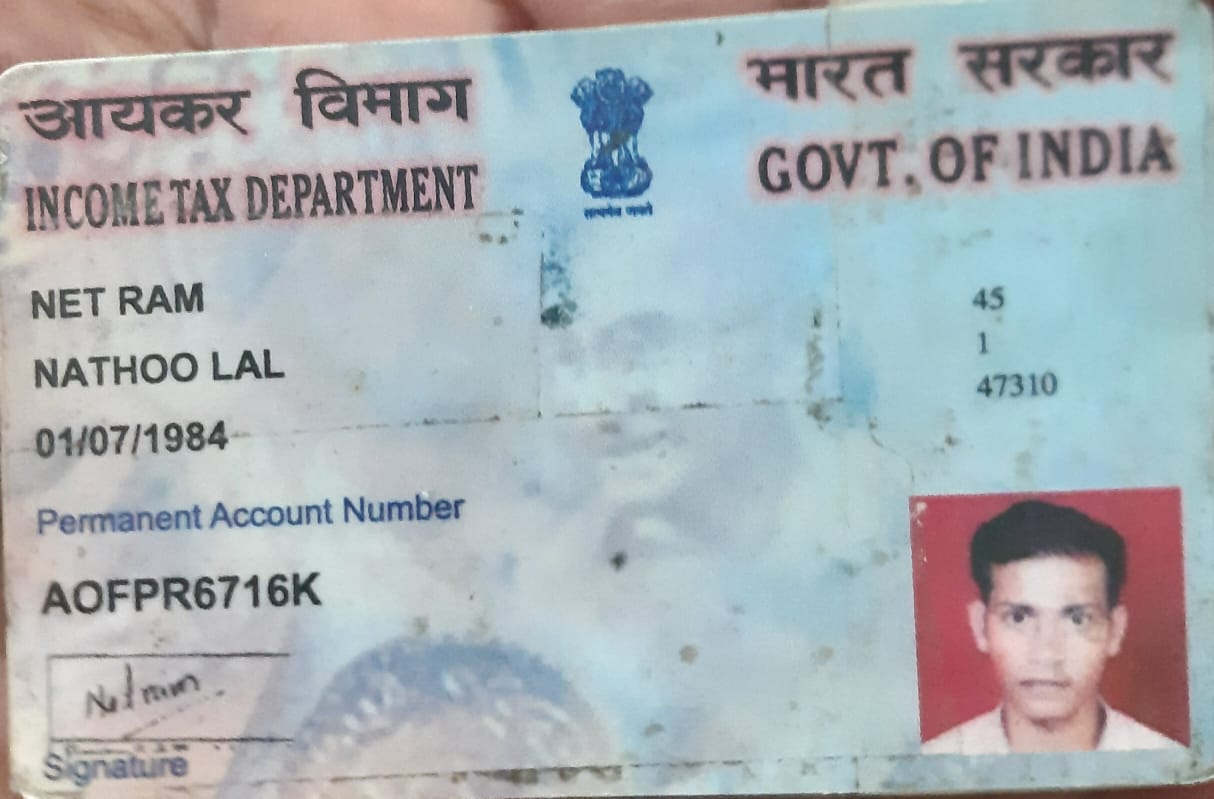 आयकर विभाग
भारत सरकार
INCOME TAX DEPARTMENT
GOVT. OF INDIA
सत्यमेव जयते
NET RAM
45
1
NATHOO LAL
47310
01/07/1984
Permanent Account Number
AOFPR6716K
Netram
Signature